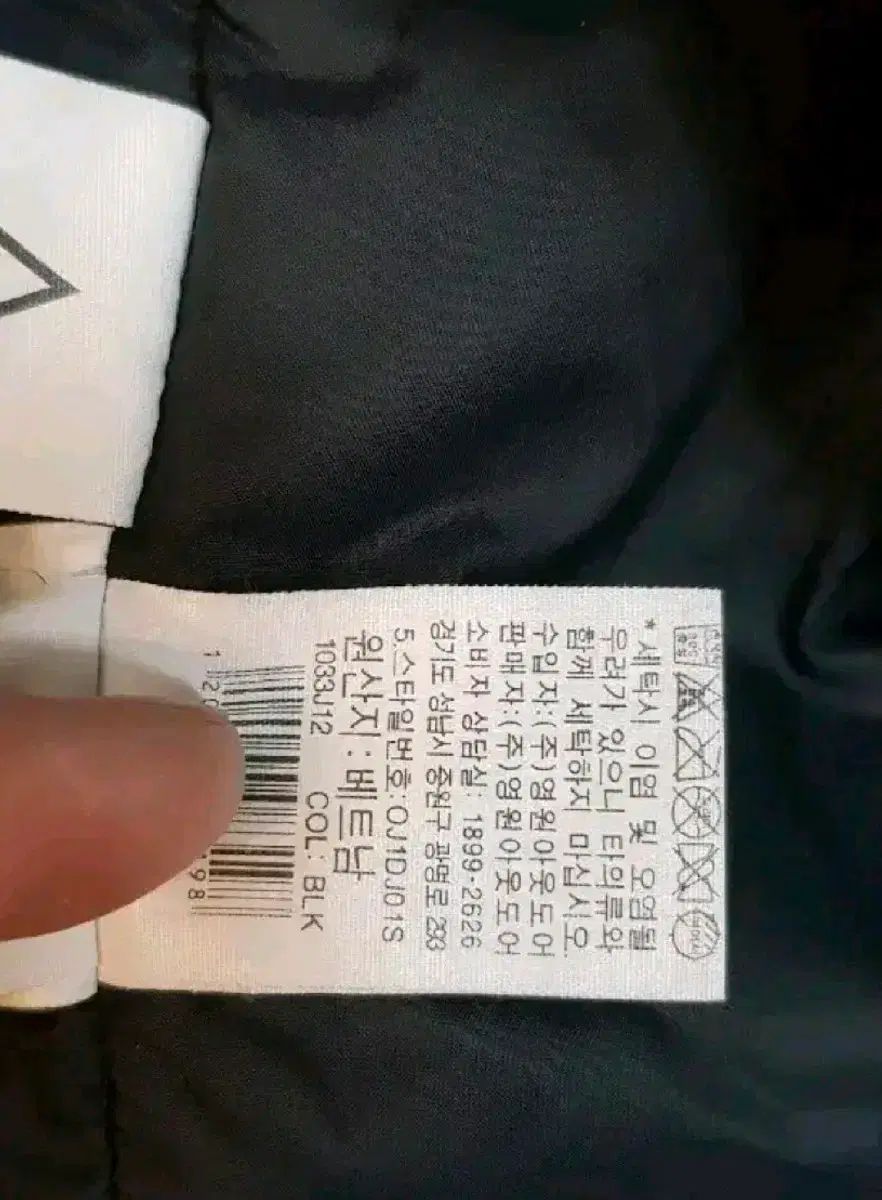 * 세탁시 이염 및 오염될
우려가 있으니 타의류와
함께 세탁하지 마십시오
수입자:(주)영원아웃도어
판매자:(주)영원아웃도어
소비자 상담실: 1899-2626
경기도 성남시 중원구 광명로 293
5.스타일번호:OJ1DJ01S
원산지:베트남
1033J12 COL: BLK